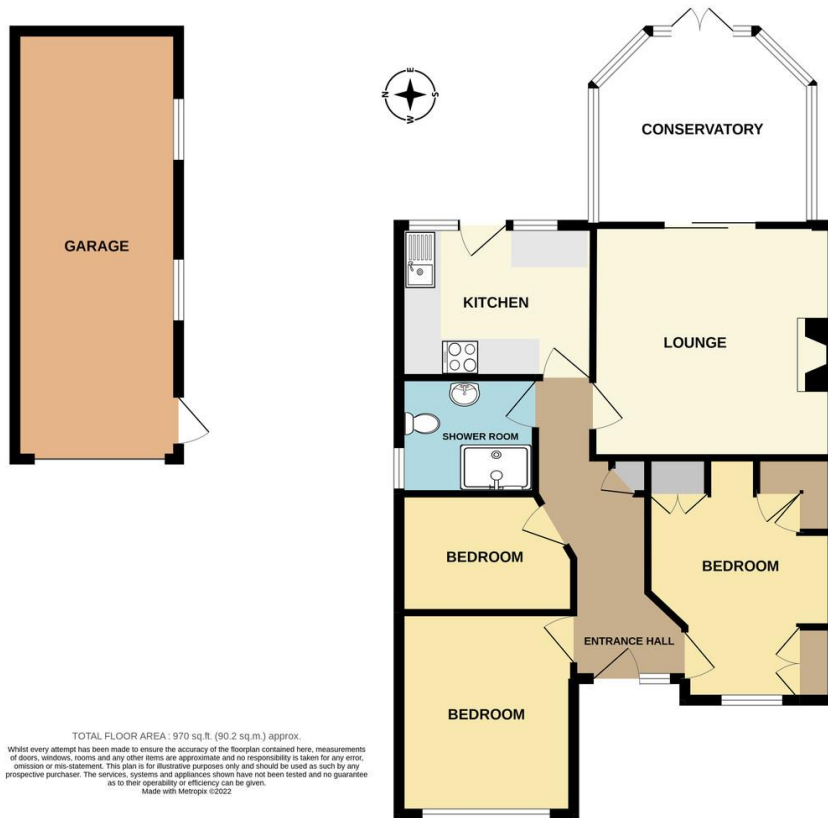 E
N
S
W
CONSERVATORY
GARAGE
KITCHEN
LOUNGE
SHOWER ROOM
BEDROOM
BEDROOM
ENTRANCE HALL
BEDROOM
TOTAL FLOOR AREA : 970 sq.ft. (90.2 sq.m.) approx.
Whilst every attempt has been made to ensure the accuracy of the floorplan contained here, measurements
of doors, windows, rooms and any other items are approximate and no responsibility is taken for any error,
omission or mis-statement. This plan is for illustrative purposes only and should be used as such by any
prospective purchaser. The services, systems and appliances shown have not been tested and no guarantee
as to their operability or efficiency can be given.
Made with Metropix ©2022